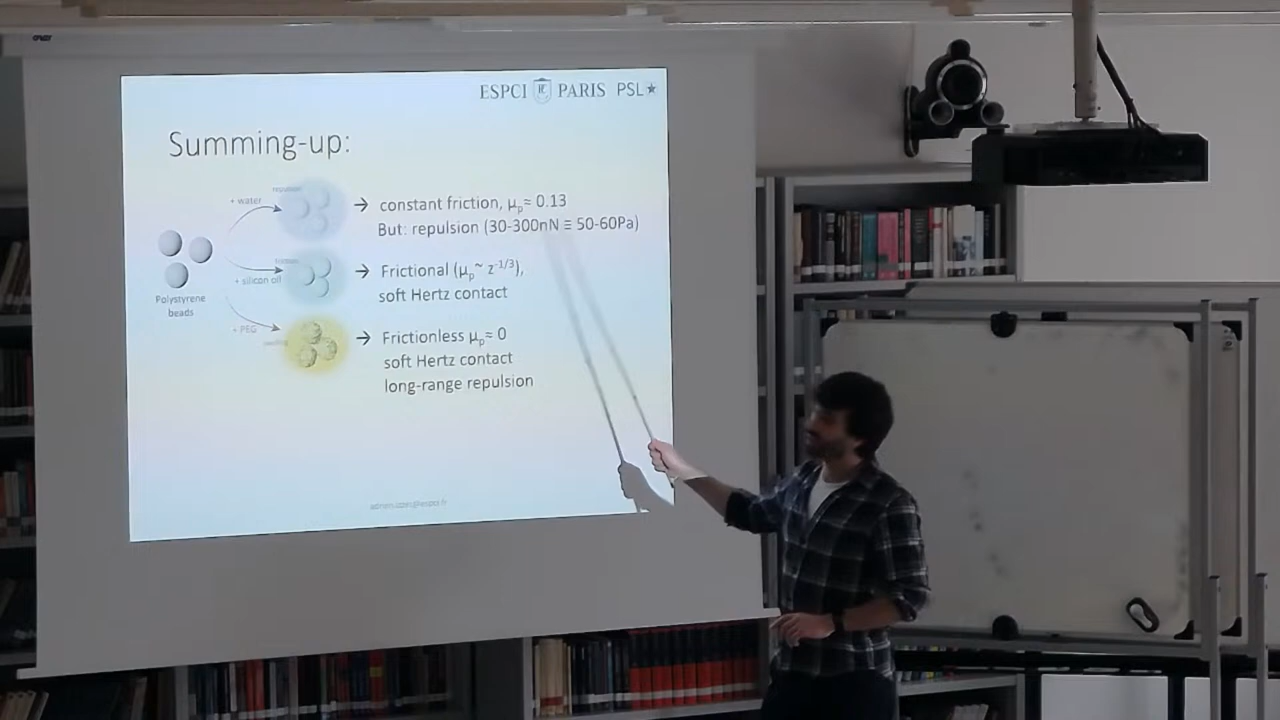 ESPCI PARIS PSL★
Summing-up:
repulsion
+ water
→ constant friction, μp= 0.13
But: repulsion (30-300nN ≡ 50-60Pa)
+ silicon oil
→ Frictional (μp~ z-1/3),
soft Hertz contact
Polystyrene
beads
+ PEG
→ Frictionless μp= 0
soft Hertz contact
long-range repulsion